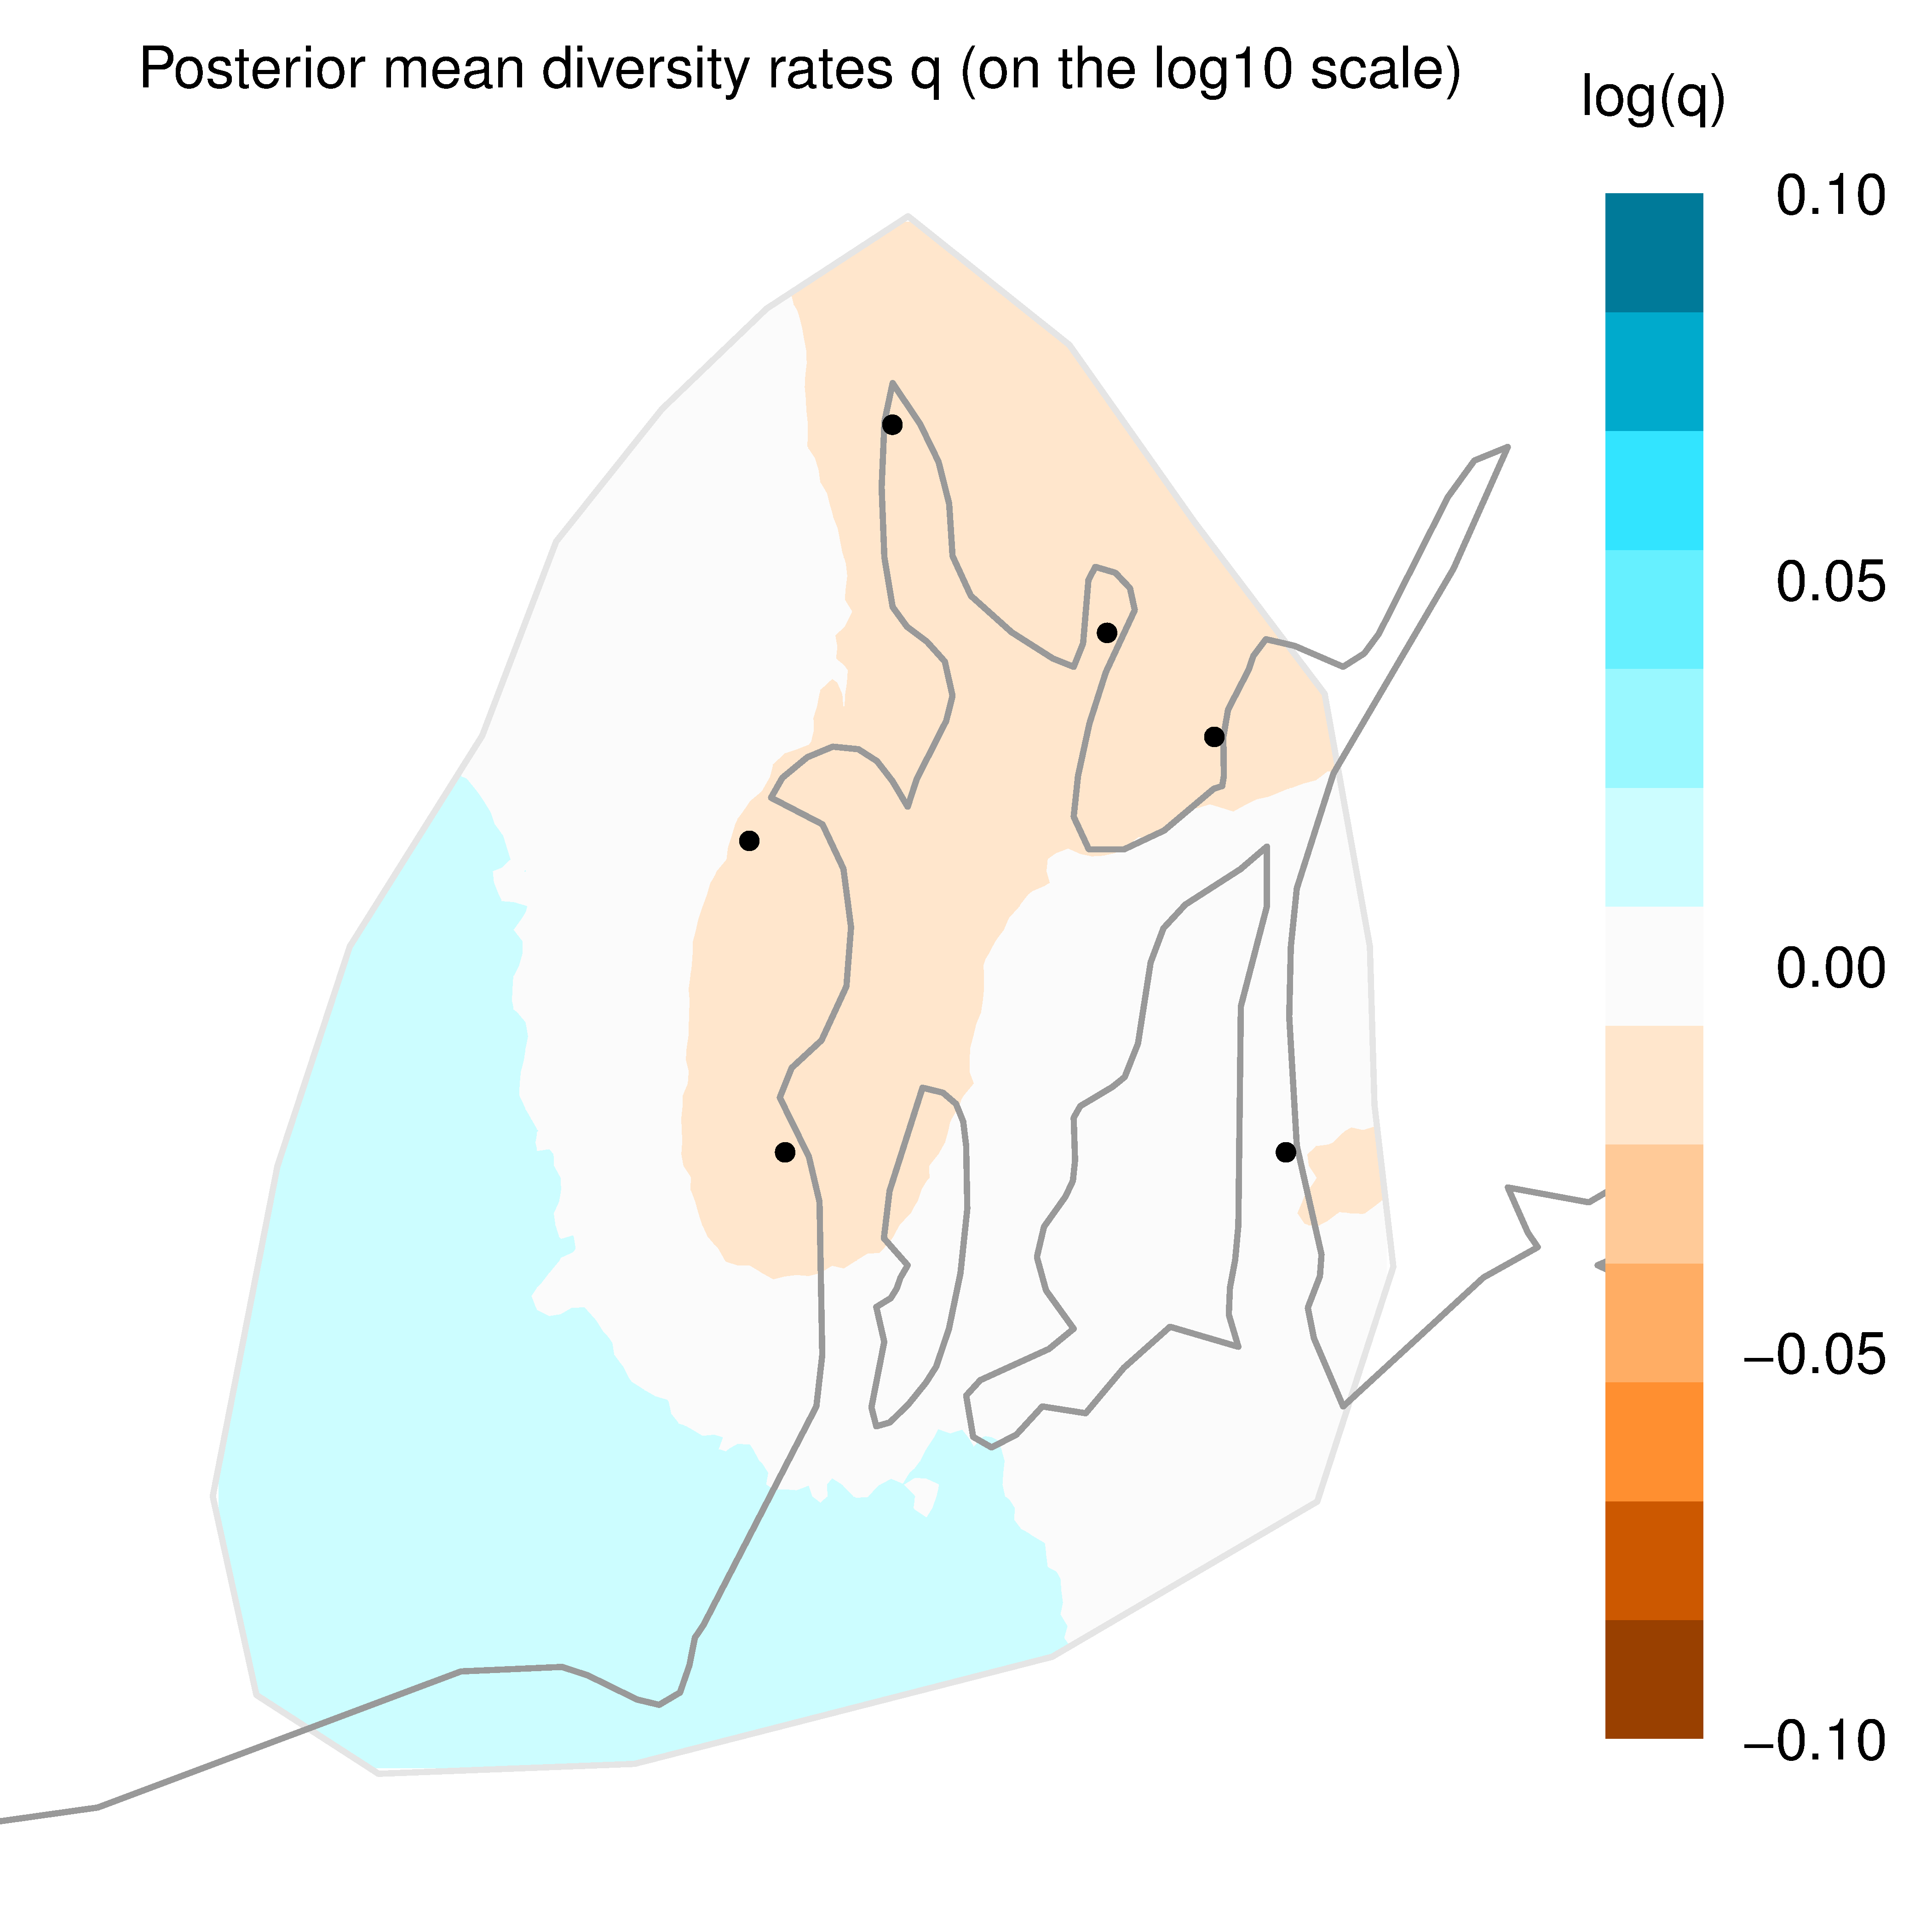 Posterior mean diversity rates q (on the log10 scale)
log(q)
0.10
0.05
0.00
−0.05
−0.10